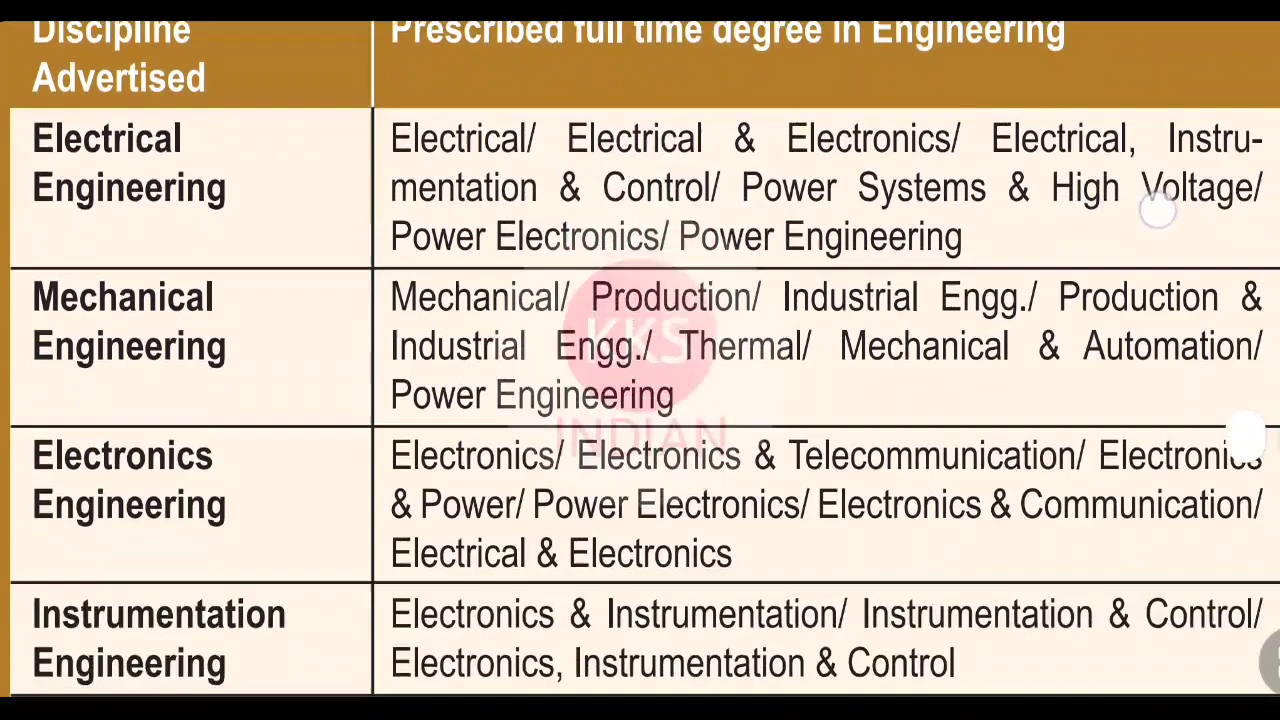 Discipline
Advertised
Prescribed full time degree in Engineering
Electrical
Engineering
Electrical/ Electrical & Electronics/ Electrical, Instru-
mentation & Control/ Power Systems & High Voltage/
Power Electronics/ Power Engineering
Mechanical
Engineering
Mechanical/ Production/ Industrial Engg./ Production &
Industrial Engg./ Thermal/ Mechanical & Automation/
Power Engineering
Electronics
Engineering
Electronics/ Electronics & Telecommunication/ Electronics
& Power/ Power Electronics/ Electronics & Communication/
Electrical & Electronics
Instrumentation
Engineering
Electronics & Instrumentation/ Instrumentation & Control/
Electronics, Instrumentation & Control
KKS
INDIAN